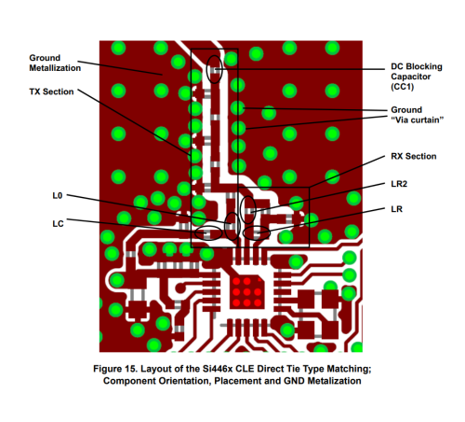 Ground
Metallization
TX Section
L0
LC
DC Blocking
Capacitor
(CC1)
Ground
"Via curtain"
RX Section
LR2
LR
Figure 15. Layout of the Si446x CLE Direct Tie Type Matching;
Component Orientation, Placement and GND Metalization